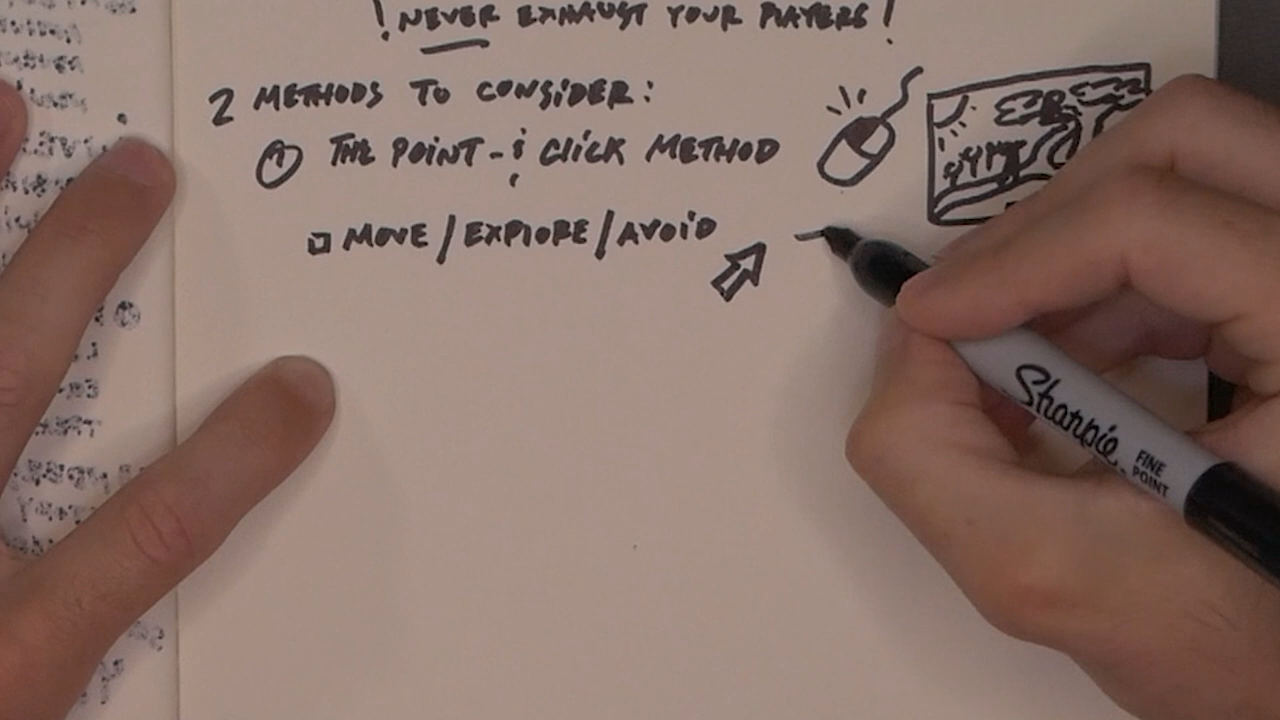 ! NEVER EXHAUST YOUR PLAYERS!
2 METHODS TO CONSIDER:
① THE POINT-& CLICK METHOD
□ MOVE/EXPLORE/AVOID
Sharpie
FINE
POINT